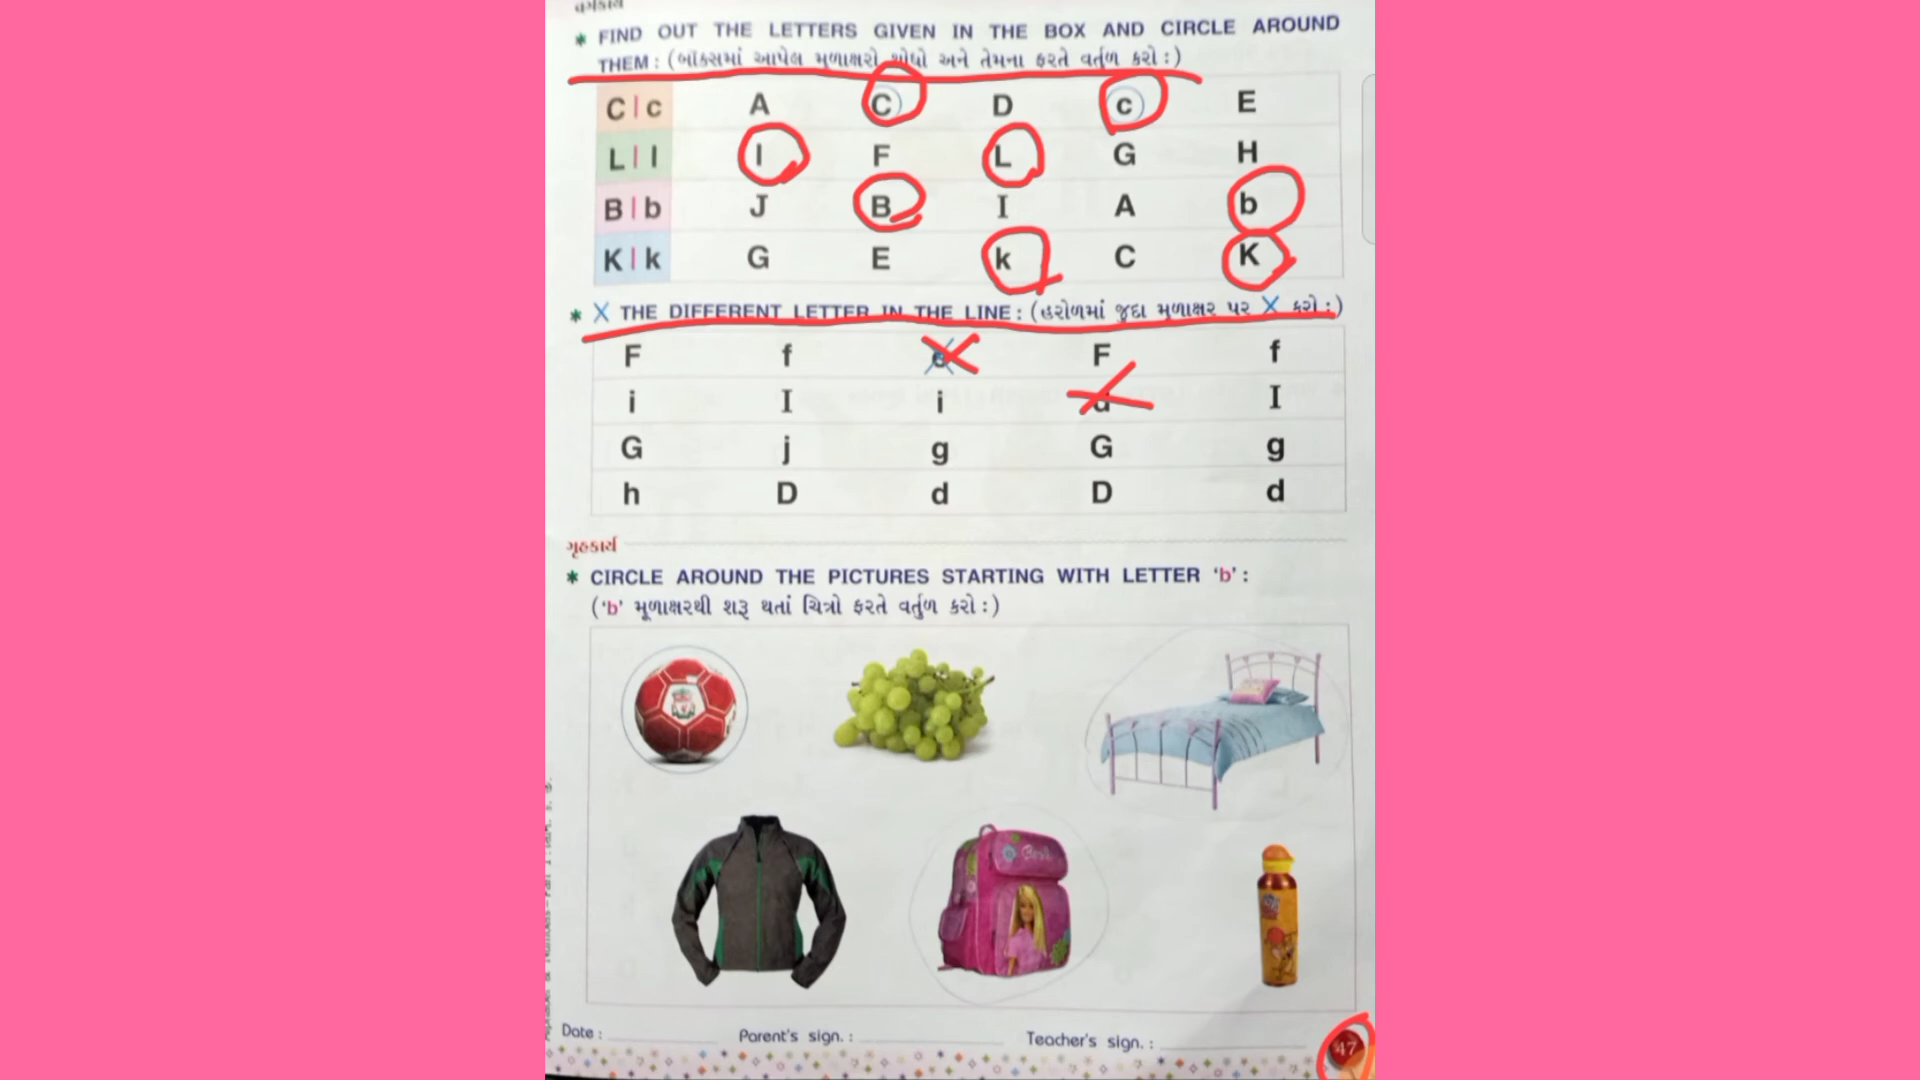 વર્ગકાર્ય
* FIND OUT THE LETTERS GIVEN IN THE BOX AND CIRCLE AROUND
THEM : (બૉક્સમાં આપેલ મૂળાક્ષરો શોધો અને તેમના ફરતે વર્તુળ કરો :)
C | c A C D c E
L | l l F L G H
B | b J B I A b
K | k G E k C K
* X THE DIFFERENT LETTER IN THE LINE : (હરોળમાં જુદા મૂળાક્ષર પર X કરો :)
F f e F f
i I i a I
G j g G g
h D d D d
ગૃહકાર્ય
* CIRCLE AROUND THE PICTURES STARTING WITH LETTER 'b' :
('b' મૂળાક્ષરથી શરૂ થતાં ચિત્રો ફરતે વર્તુળ કરો :)
Date :
Parent's sign. :
Teacher's sign. :
47